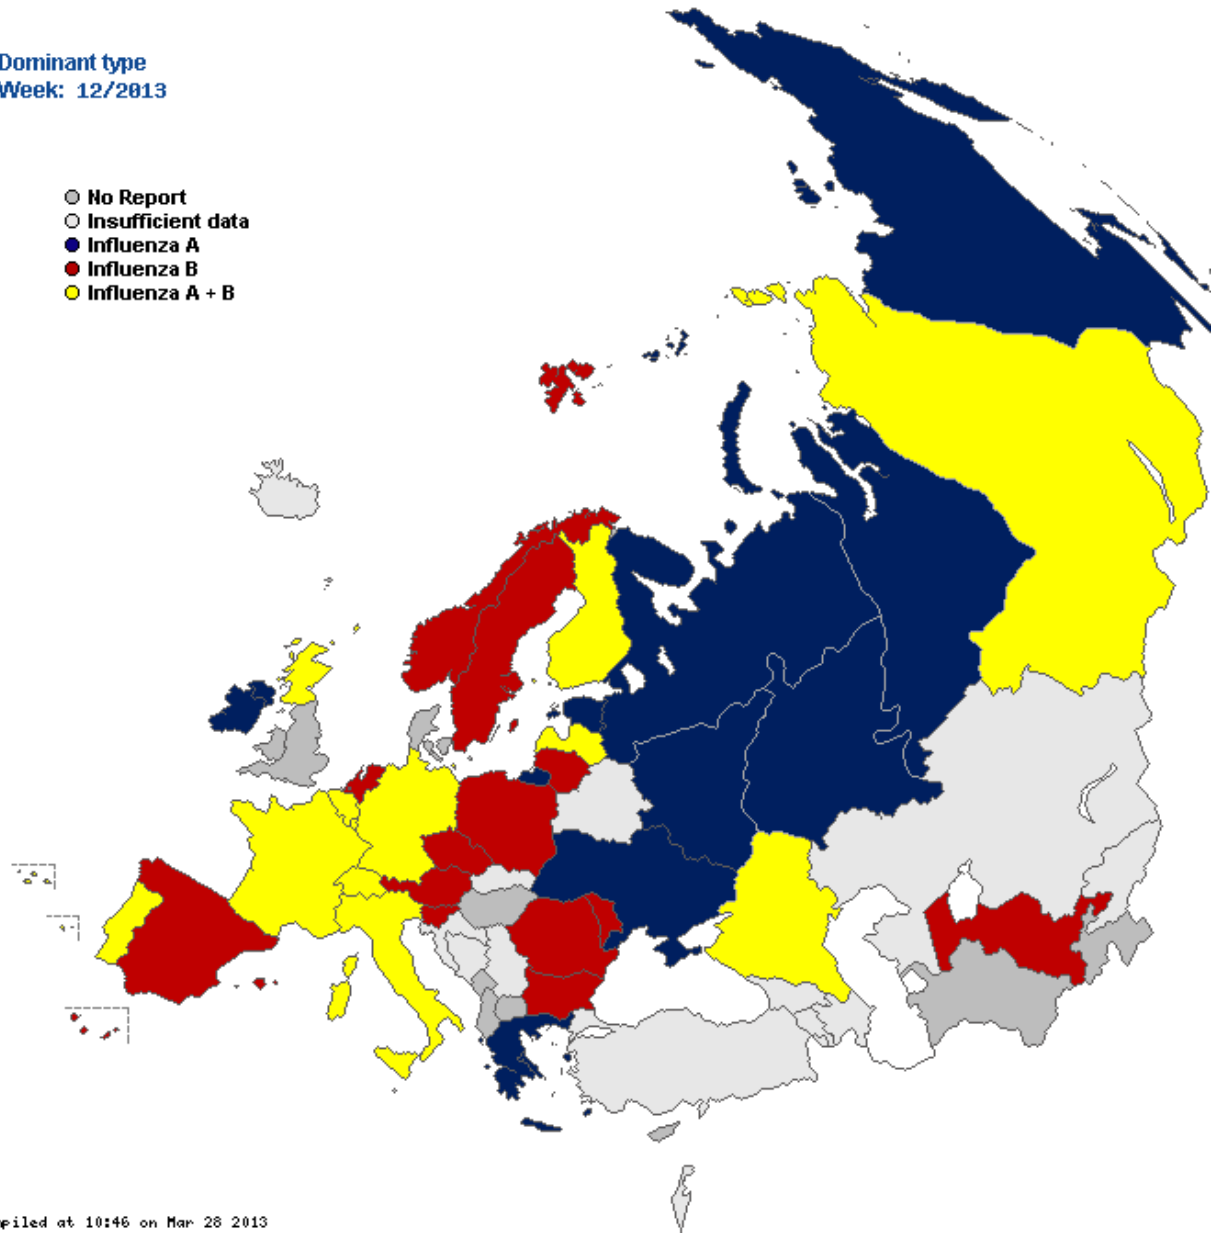 Dominant type
Week: 12/2013
No Report
Insufficient data
Influenza A
Influenza B
Influenza A + B
piled at 10:46 on Mar 28 2013